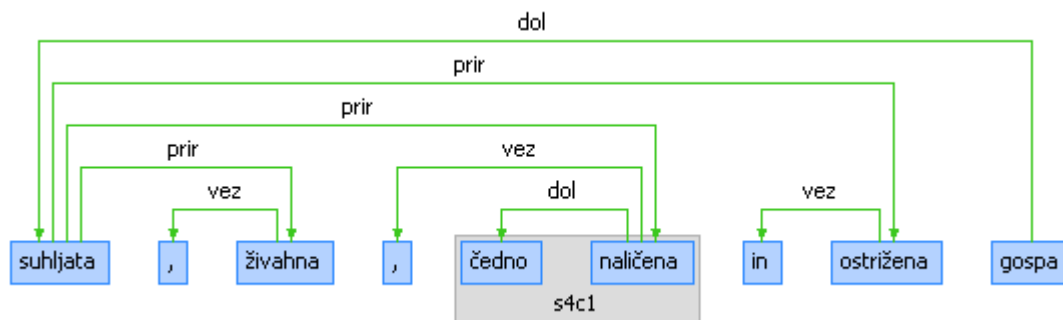 dol
prir
prir
prir vez
vez dol vez
suhljata , živahna , čedno naličena in ostrižena gospa
s4c1